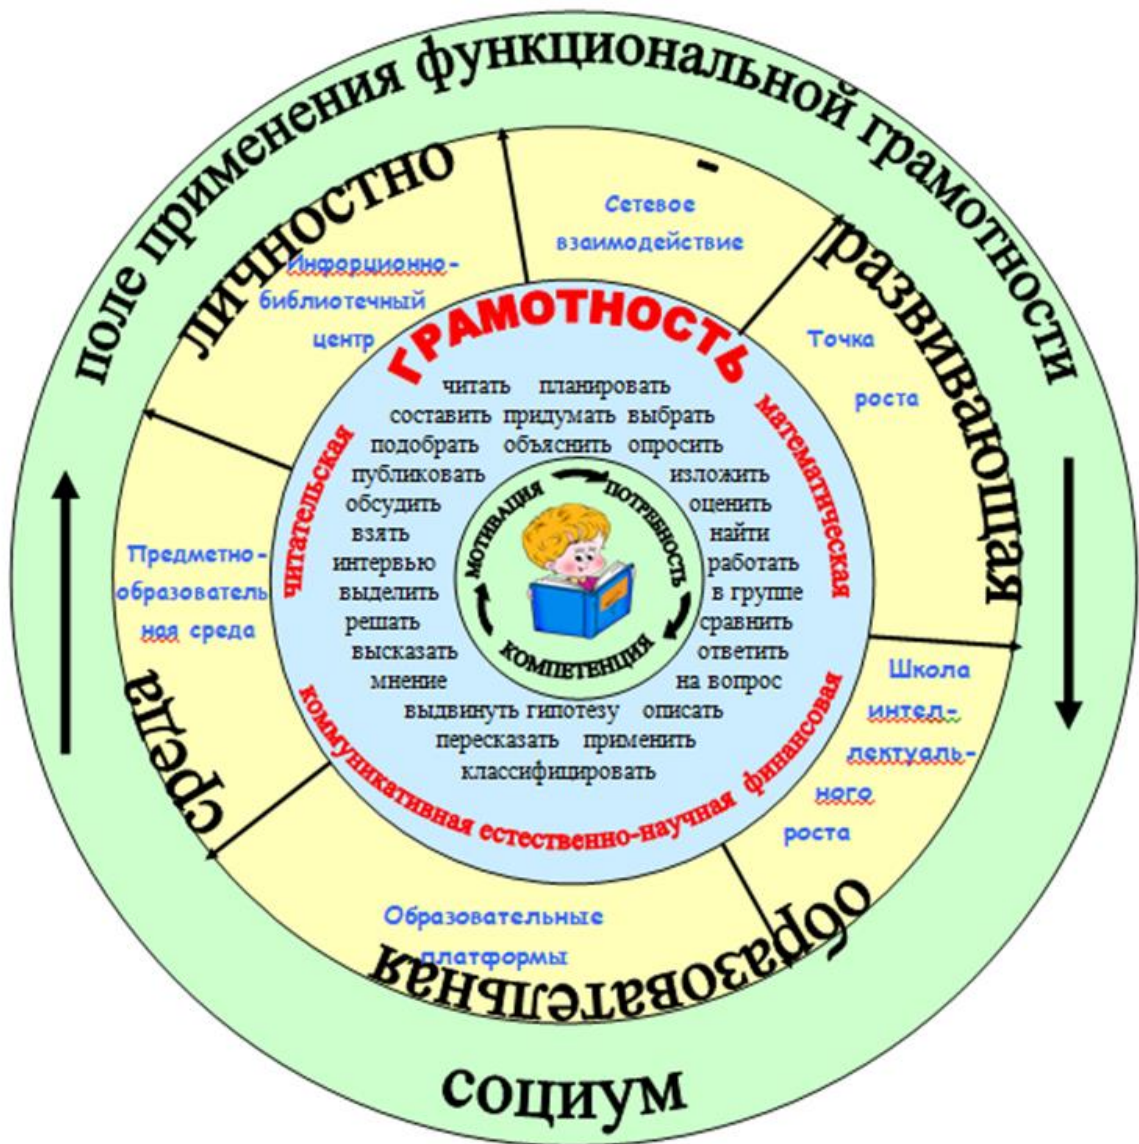 поле применения функциональной грамотности
социум
личностно
-
развивающая
образовательная
среда
Сетевое
взаимодействие
Точка
роста
Школа
интел-
лектуаль-
ного
роста
Образовательные
платформы
Предметно-
образователь
ная среда
Инфорционно-
библиотечный
центр
ГРАМОТНОСТЬ
читательская
математическая
коммуникативная естественно-научная финансовая
читать планировать
составить придумать выбрать
подобрать объяснить опросить
публиковать изложить
обсудить оценить
взять найти
интервью работать
выделить в группе
решать сравнить
высказать ответить
мнение на вопрос
выдвинуть гипотезу описать
пересказать применить
классифицировать
МОТИВАЦИЯ
ПОТРЕБНОСТЬ
КОМПЕТЕНЦИЯ